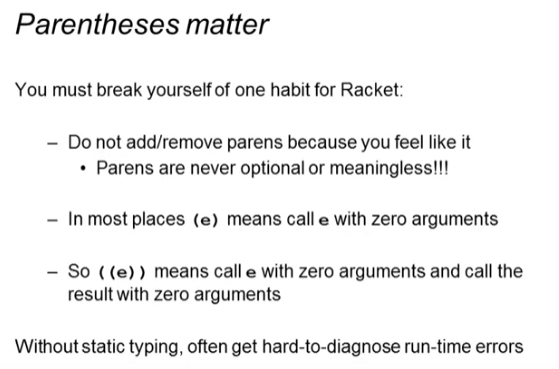 Parentheses matter
You must break yourself of one habit for Racket:
– Do not add/remove parens because you feel like it
• Parens are never optional or meaningless!!!
– In most places (e) means call e with zero arguments
– So ((e)) means call e with zero arguments and call the
result with zero arguments
Without static typing, often get hard-to-diagnose run-time errors